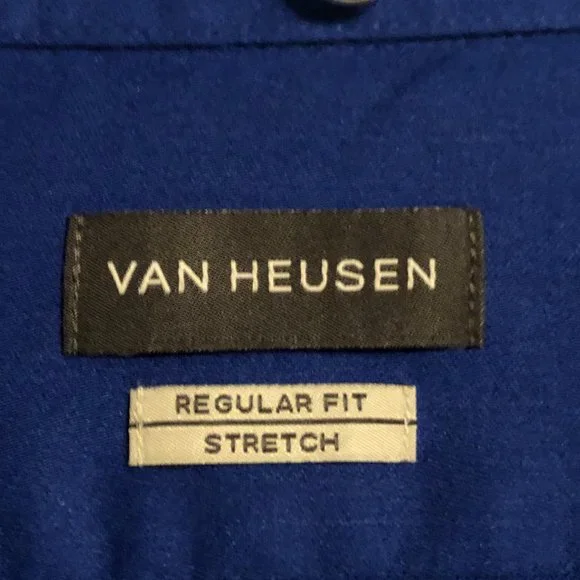 VAN HEUSEN
REGULAR FIT
STRETCH